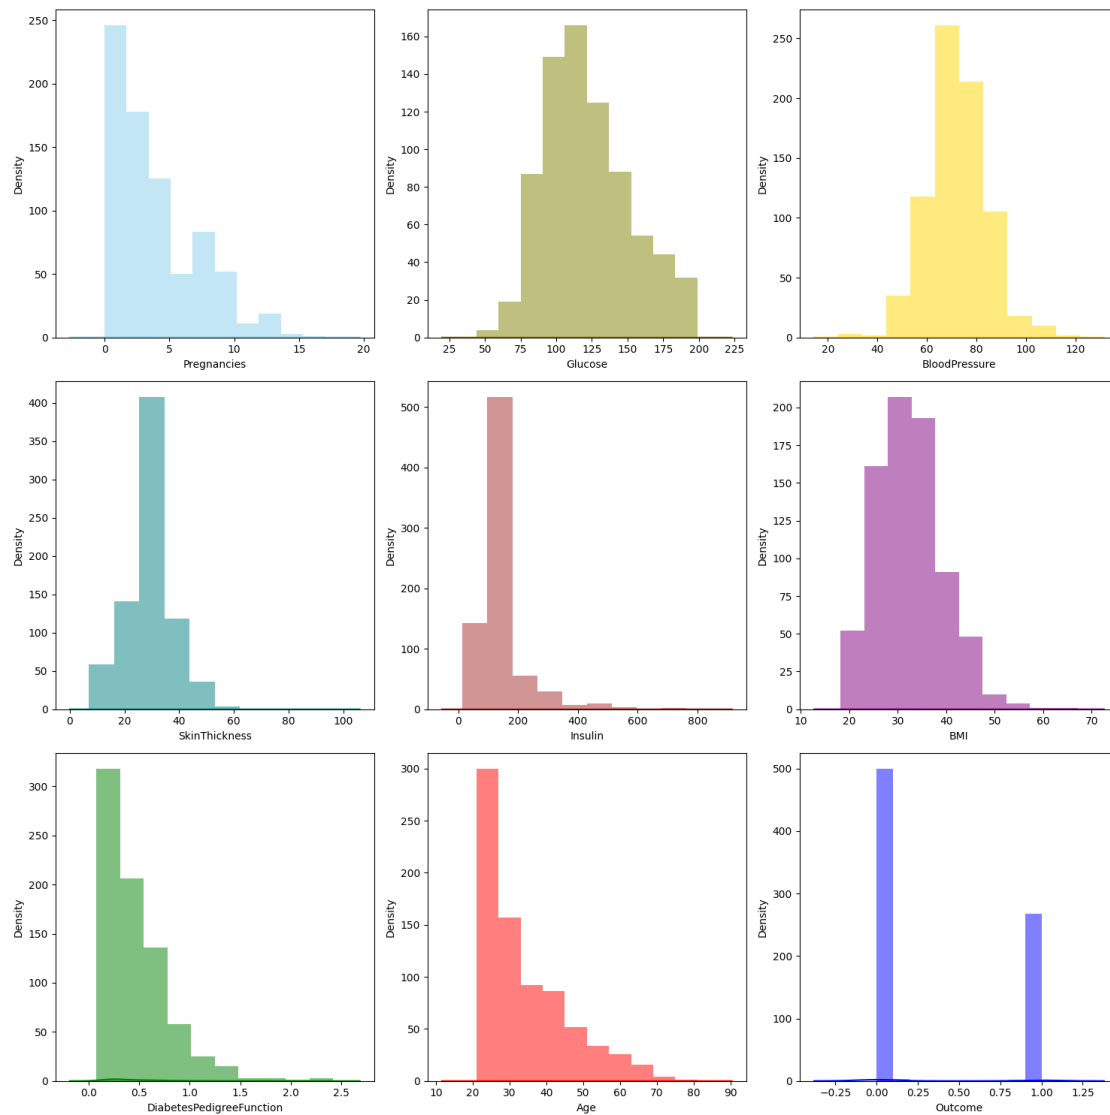 250
200
150
100
50
0
Density
0 5 10 15 20
Pregnancies
160
140
120
100
80
60
40
20
0
Density
25 50 75 100 125 150 175 200 225
Glucose
250
200
150
100
50
0
Density
20 40 60 80 100 120
BloodPressure
400
350
300
250
200
150
100
50
0
Density
0 20 40 60 80 100
SkinThickness
500
400
300
200
100
0
Density
0 200 400 600 800
Insulin
200
175
150
125
100
75
50
25
0
Density
10 20 30 40 50 60 70
BMI
300
250
200
150
100
50
0
Density
0.0 0.5 1.0 1.5 2.0 2.5
DiabetesPedigreeFunction
300
250
200
150
100
50
0
Density
10 20 30 40 50 60 70 80 90
Age
500
400
300
200
100
0
Density
−0.25 0.00 0.25 0.50 0.75 1.00 1.25
Outcome